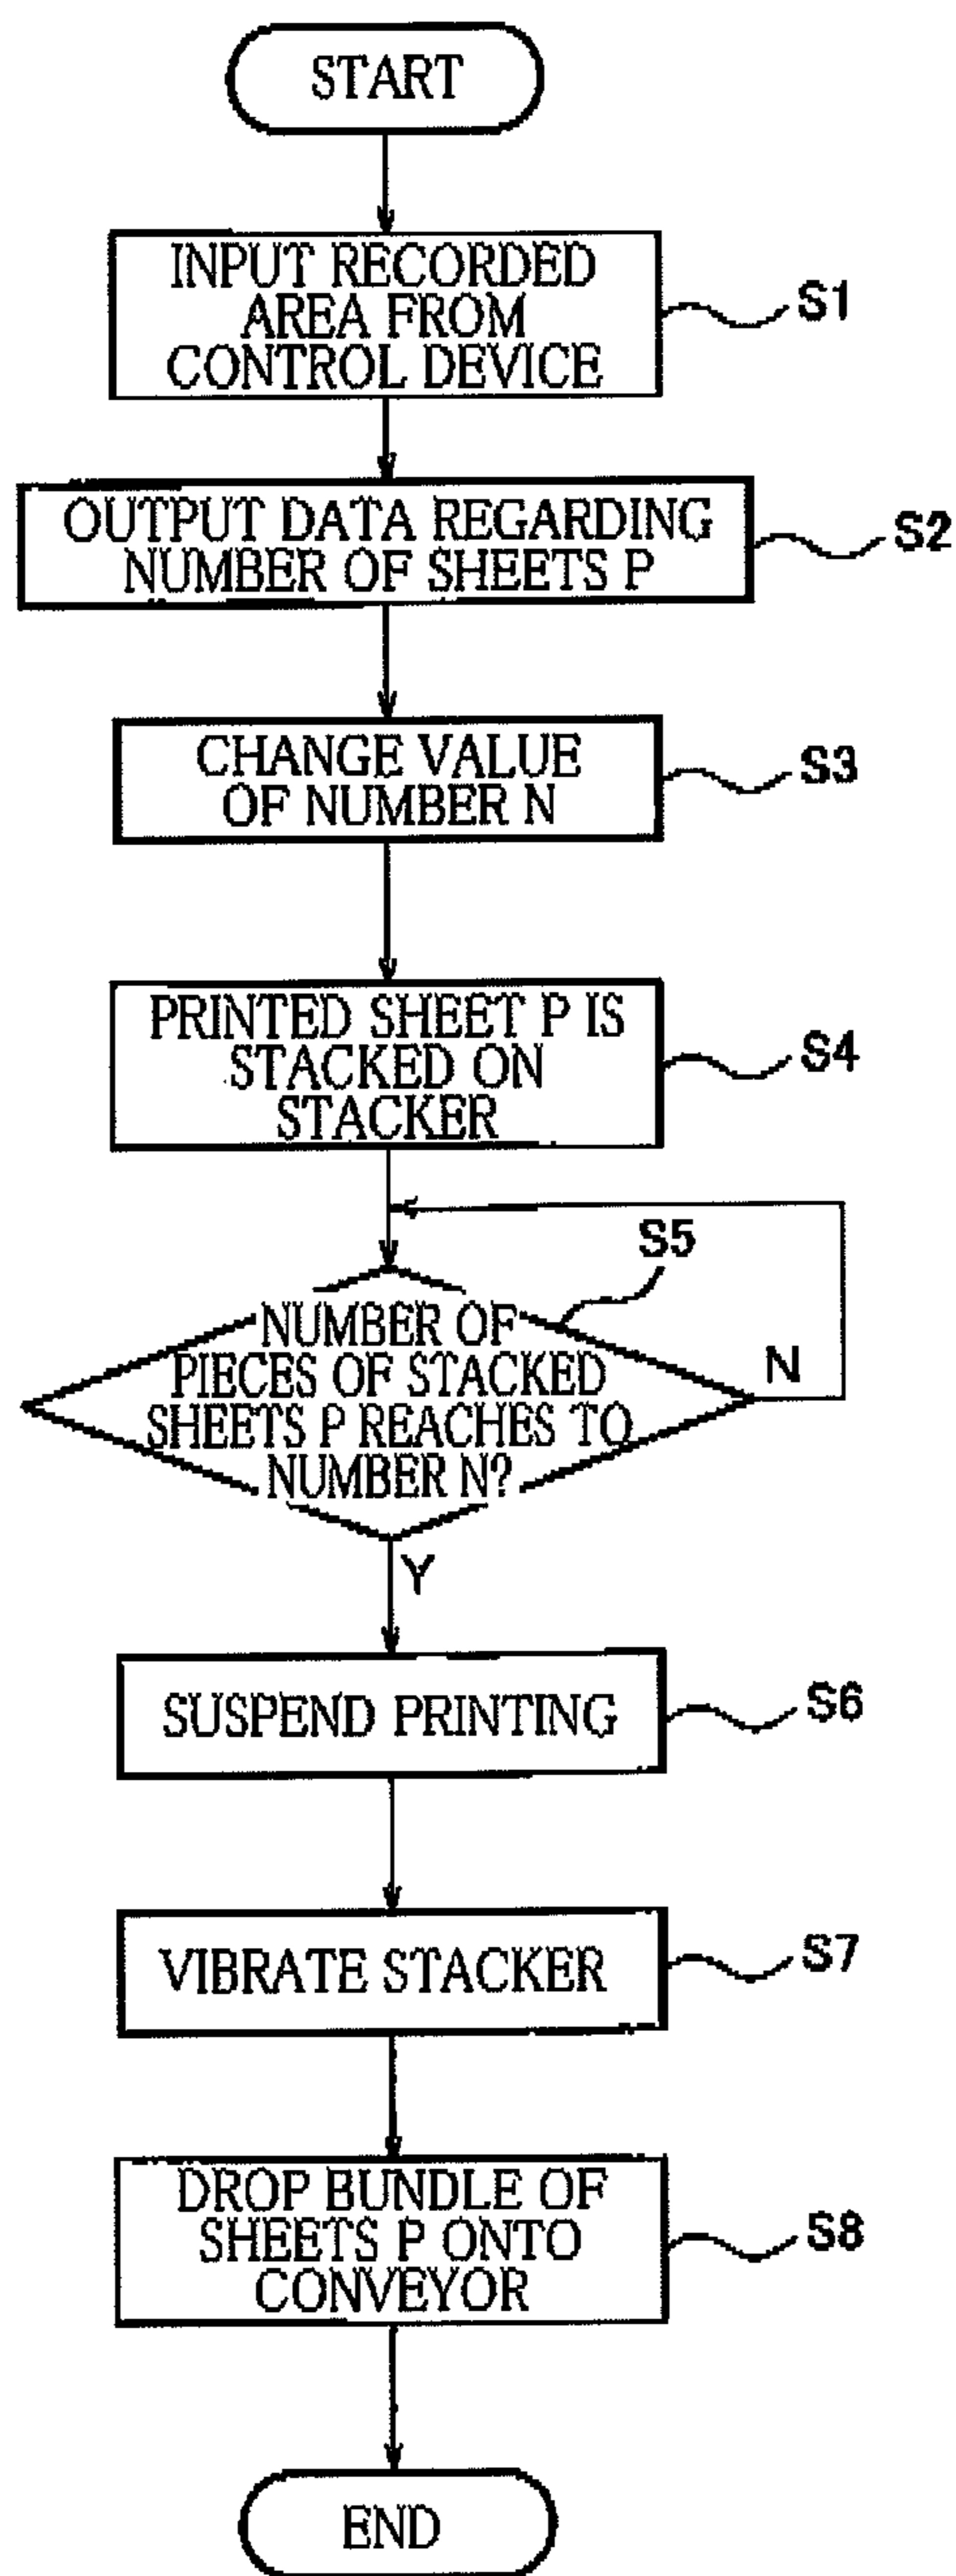 START
INPUT RECORDED
AREA FROM
CONTROL DEVICE
S1
OUTPUT DATA REGARDING
NUMBER OF SHEETS P
S2
CHANGE VALUE
OF NUMBER N
S3
PRINTED SHEET P IS
STACKED ON
STACKER
S4
S5
NUMBER OF
PIECES OF STACKED
SHEETS P REACHES TO
NUMBER N?
N
Y
SUSPEND PRINTING
S6
VIBRATE STACKER
S7
DROP BUNDLE OF
SHEETS P ONTO
CONVEYOR
S8
END